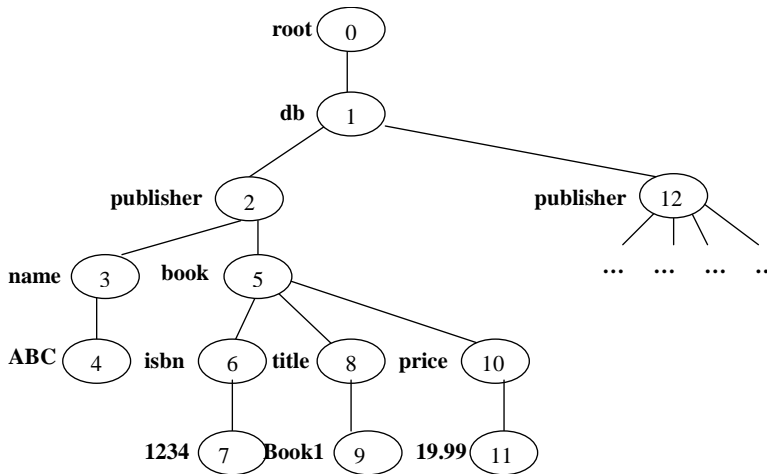 root 0
db 1
publisher 2 publisher 12
... ... ... ..
name 3 book 5
ABC 4 isbn 6 title 8 price 10
1234 7 Book1 9 19.99 11